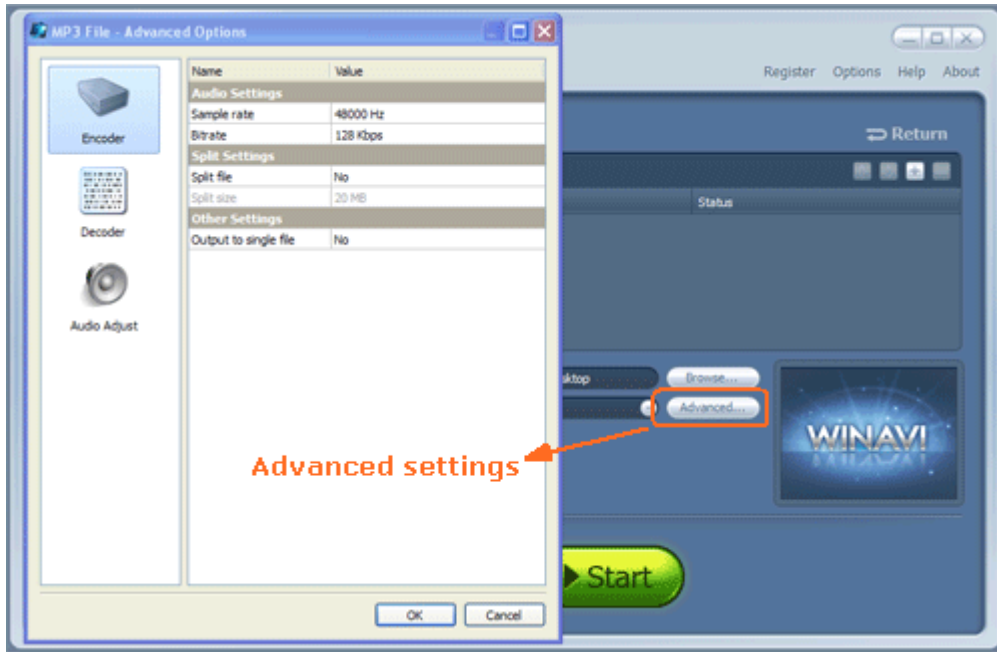 MP3 File - Advanced Options
Name Value
Audio Settings
Sample rate 48000 Hz
Bitrate 128 Kbps
Split Settings
Split file No
Split size 20 MB
Other Settings
Output to single file No
Encoder
Decoder
Audio Adjust
OK Cancel
Register Options Help About
Return
Status
sktop Browse...
Advanced...
WINAVI
Advanced settings
Start